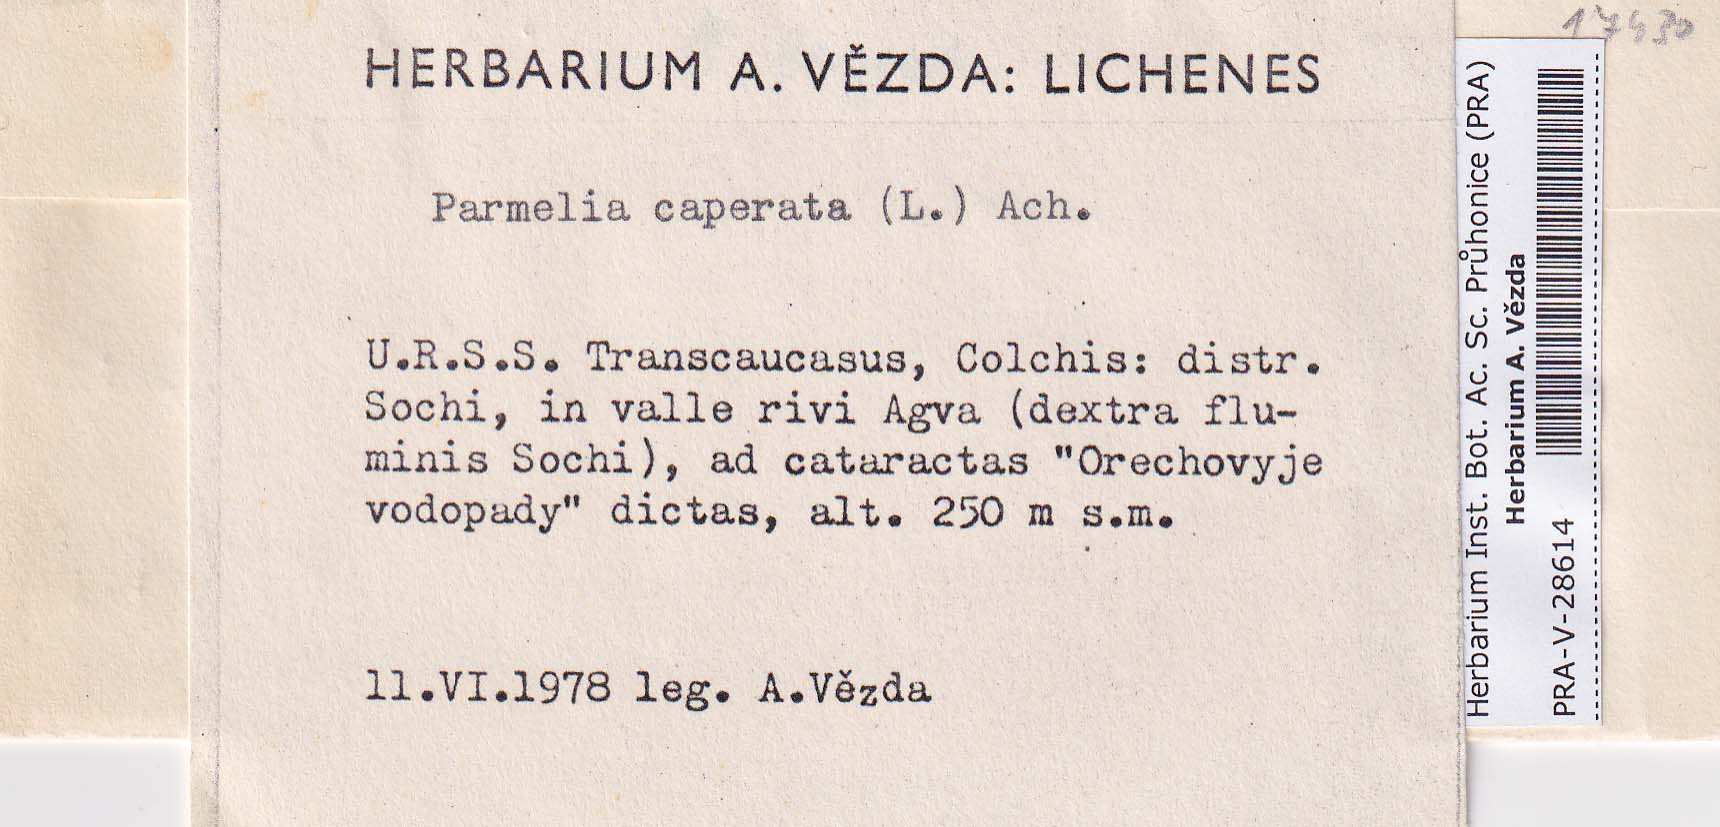 HERBARIUM A. VĚZDA: LICHENES
Parmelia caperata (L.) Ach.
U.R.S.S. Transcaucasus, Colchis: distr.
Sochi, in valle rivi Agva (dextra flu-
minis Sochi), ad cataractas "Orechovyje
vodopady" dictas, alt. 250 m s.m.
11.VI.1978 leg. A.Vězda
Herbarium Inst. Bot. Ac. Sc. Průhonice (PRA)
Herbarium A. Vězda
PRA-V-28614